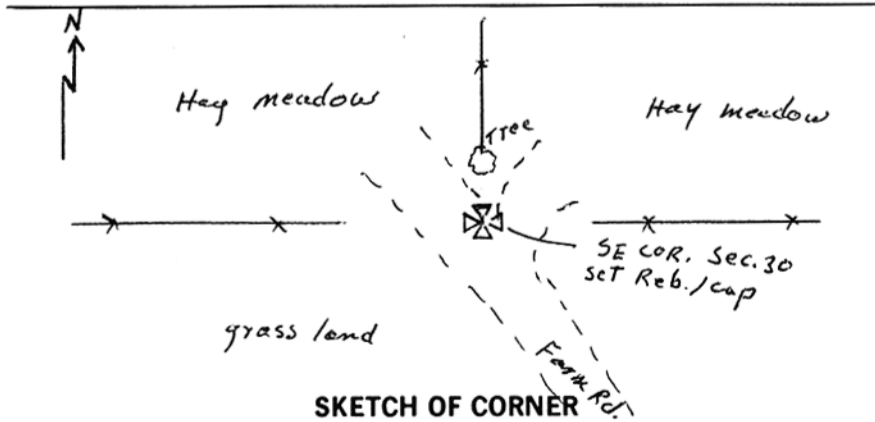 N
Hay meadow
Tree
Hay meadow
SE COR. Sec. 30
SET Reb./cap
grass land
Farm Rd.
SKETCH OF CORNER